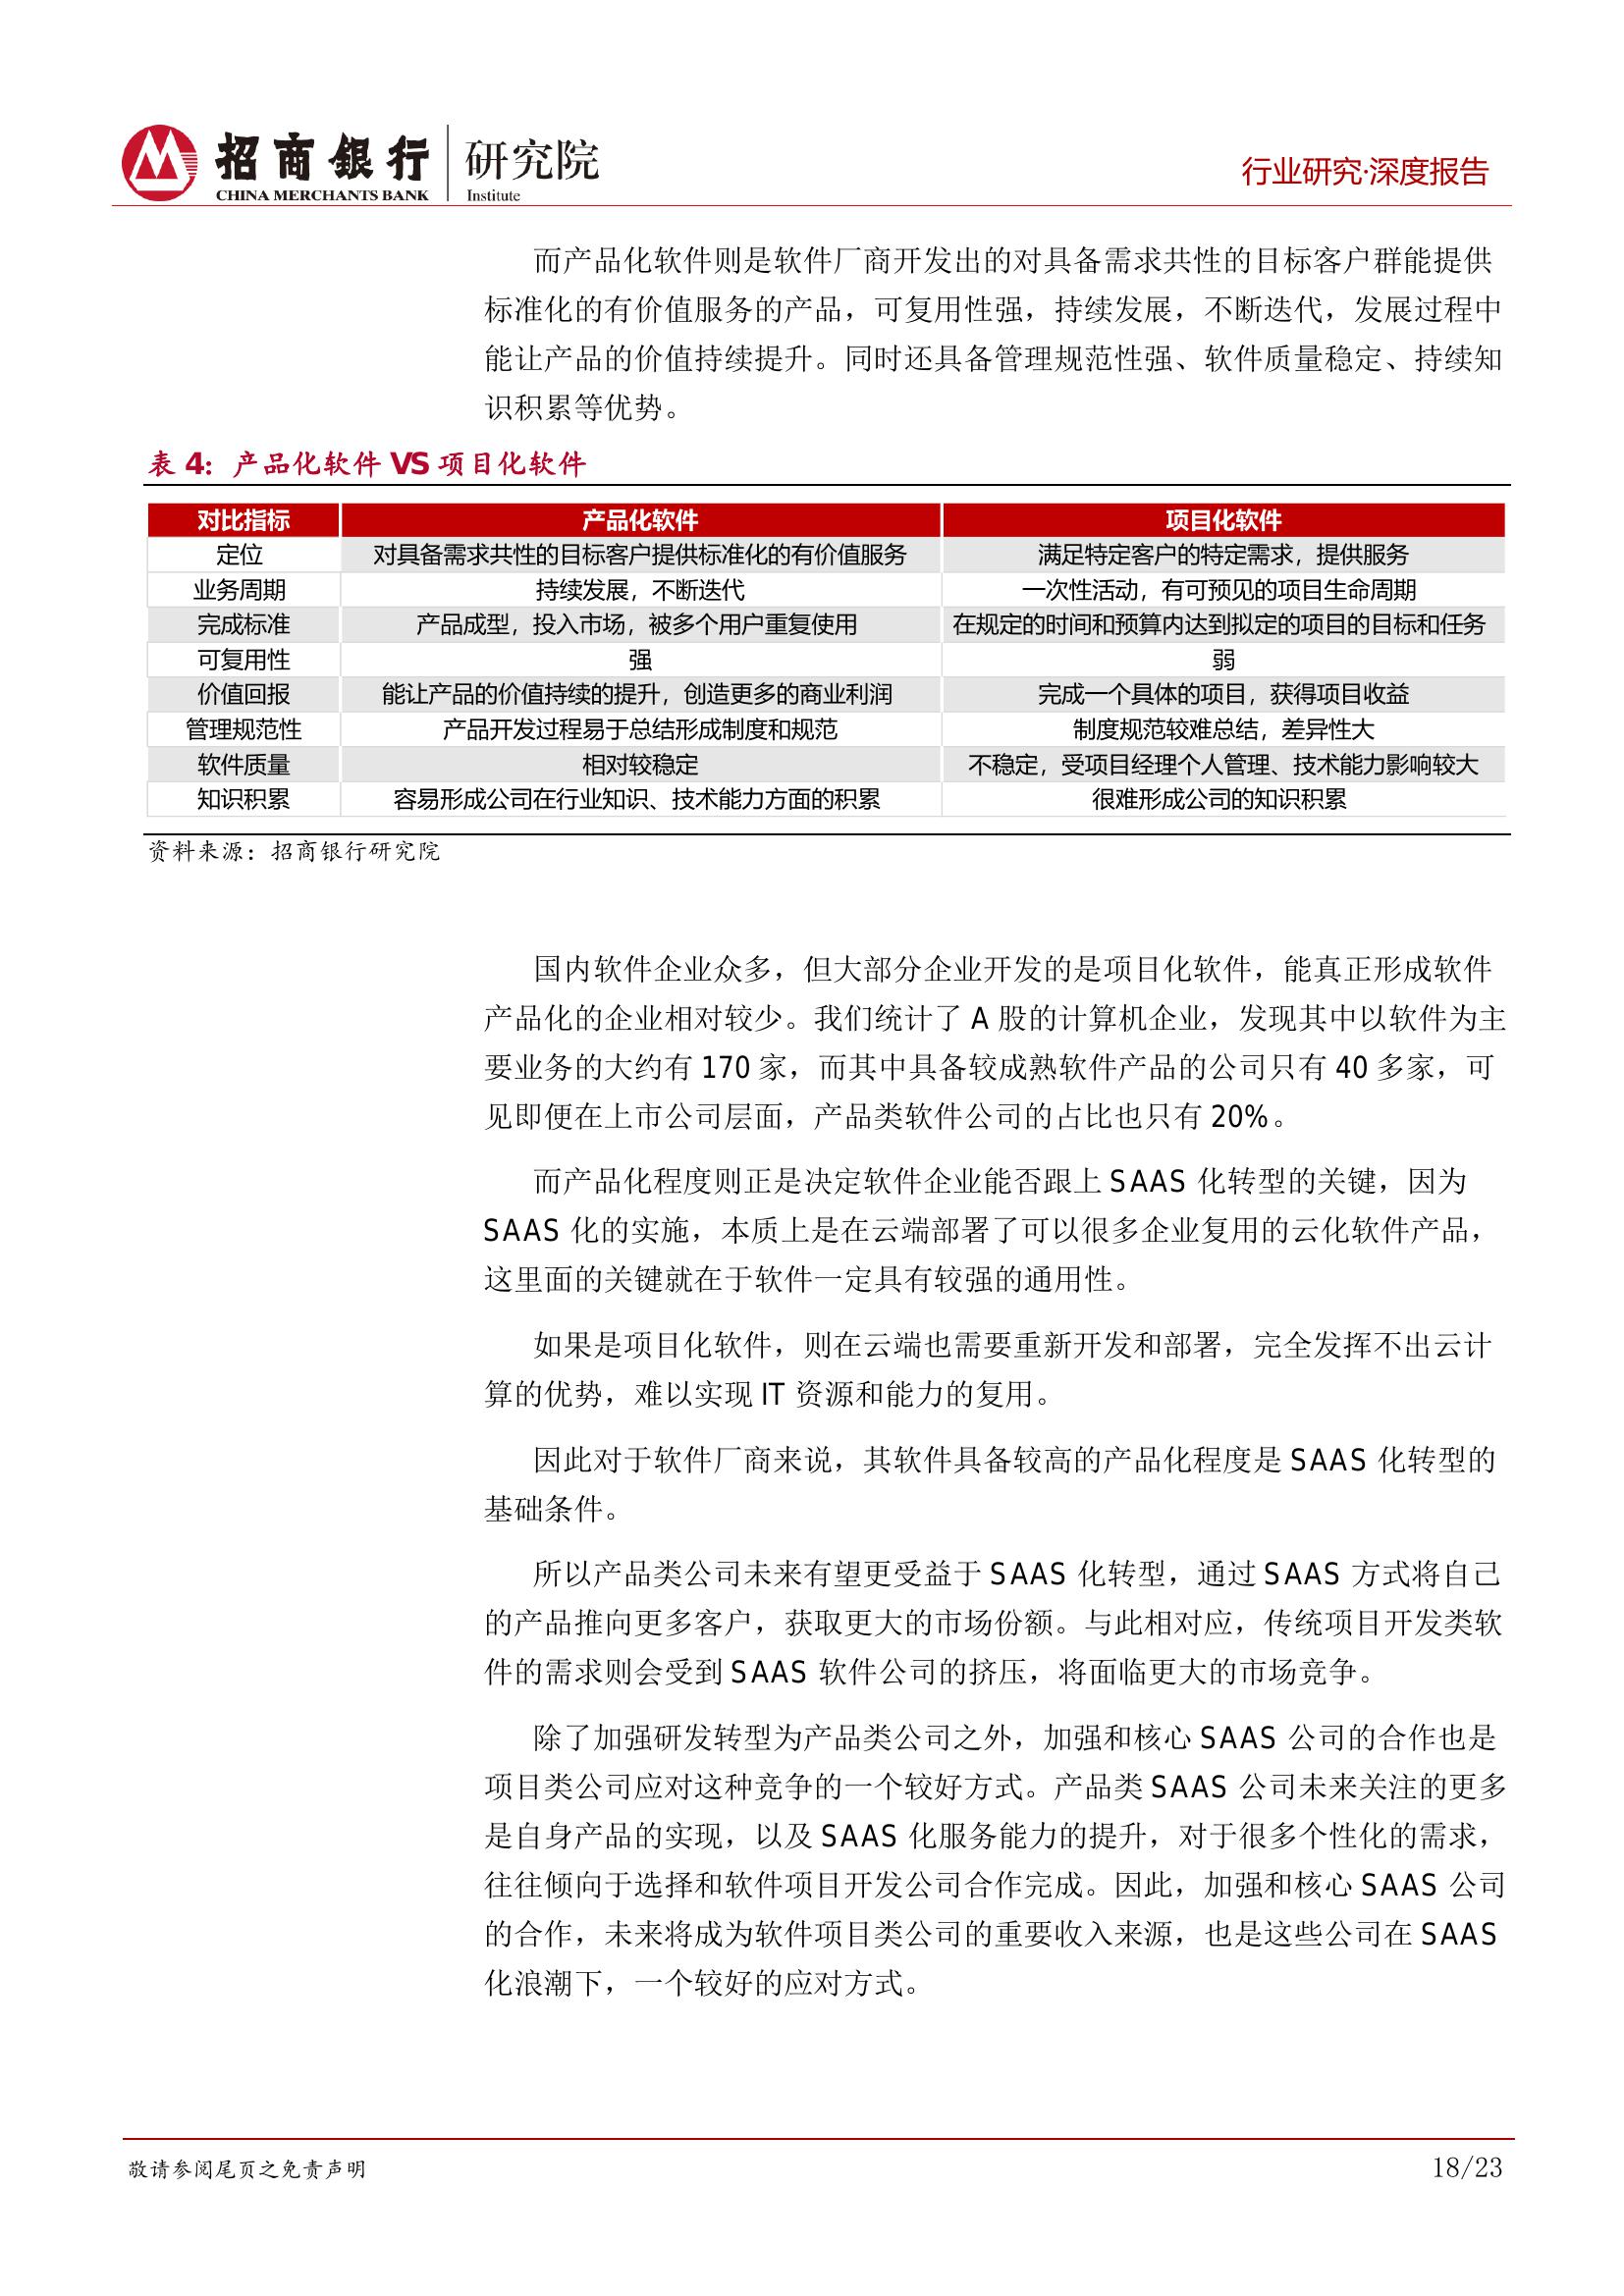 招商银行 研究院
CHINA MERCHANTS BANK Institute
行业研究·深度报告
而产品化软件则是软件厂商开发出的对具备需求共性的目标客户群能提供
标准化的有价值服务的产品，可复用性强，持续发展，不断迭代，发展过程中
能让产品的价值持续提升。同时还具备管理规范性强、软件质量稳定、持续知
识积累等优势。
表 4：产品化软件 VS 项目化软件
对比指标 产品化软件 项目化软件
定位 对具备需求共性的目标客户提供标准化的有价值服务 满足特定客户的特定需求，提供服务
业务周期 持续发展，不断迭代 一次性活动，有可预见的项目生命周期
完成标准 产品成型，投入市场，被多个用户重复使用 在规定的时间和预算内达到拟定的项目的目标和任务
可复用性 强 弱
价值回报 能让产品的价值持续的提升，创造更多的商业利润 完成一个具体的项目，获得项目收益
管理规范性 产品开发过程易于总结形成制度和规范 制度规范较难总结，差异性大
软件质量 相对较稳定 不稳定，受项目经理个人管理、技术能力影响较大
知识积累 容易形成公司在行业知识、技术能力方面的积累 很难形成公司的知识积累
资料来源：招商银行研究院
国内软件企业众多，但大部分企业开发的是项目化软件，能真正形成软件
产品化的企业相对较少。我们统计了 A 股的计算机企业，发现其中以软件为主
要业务的大约有 170 家，而其中具备较成熟软件产品的公司只有 40 多家，可
见即便在上市公司层面，产品类软件公司的占比也只有 20%。
而产品化程度则正是决定软件企业能否跟上 SAAS 化转型的关键，因为
SAAS 化的实施，本质上是在云端部署了可以很多企业复用的云化软件产品，
这里面的关键就在于软件一定具有较强的通用性。
如果是项目化软件，则在云端也需要重新开发和部署，完全发挥不出云计
算的优势，难以实现 IT 资源和能力的复用。
因此对于软件厂商来说，其软件具备较高的产品化程度是 SAAS 化转型的
基础条件。
所以产品类公司未来有望更受益于 SAAS 化转型，通过 SAAS 方式将自己
的产品推向更多客户，获取更大的市场份额。与此相对应，传统项目开发类软
件的需求则会受到 SAAS 软件公司的挤压，将面临更大的市场竞争。
除了加强研发转型为产品类公司之外，加强和核心 SAAS 公司的合作也是
项目类公司应对这种竞争的一个较好方式。产品类 SAAS 公司未来关注的更多
是自身产品的实现，以及 SAAS 化服务能力的提升，对于很多个性化的需求，
往往倾向于选择和软件项目开发公司合作完成。因此，加强和核心 SAAS 公司
的合作，未来将成为软件项目类公司的重要收入来源，也是这些公司在 SAAS
化浪潮下，一个较好的应对方式。
敬请参阅尾页之免责声明
18/23